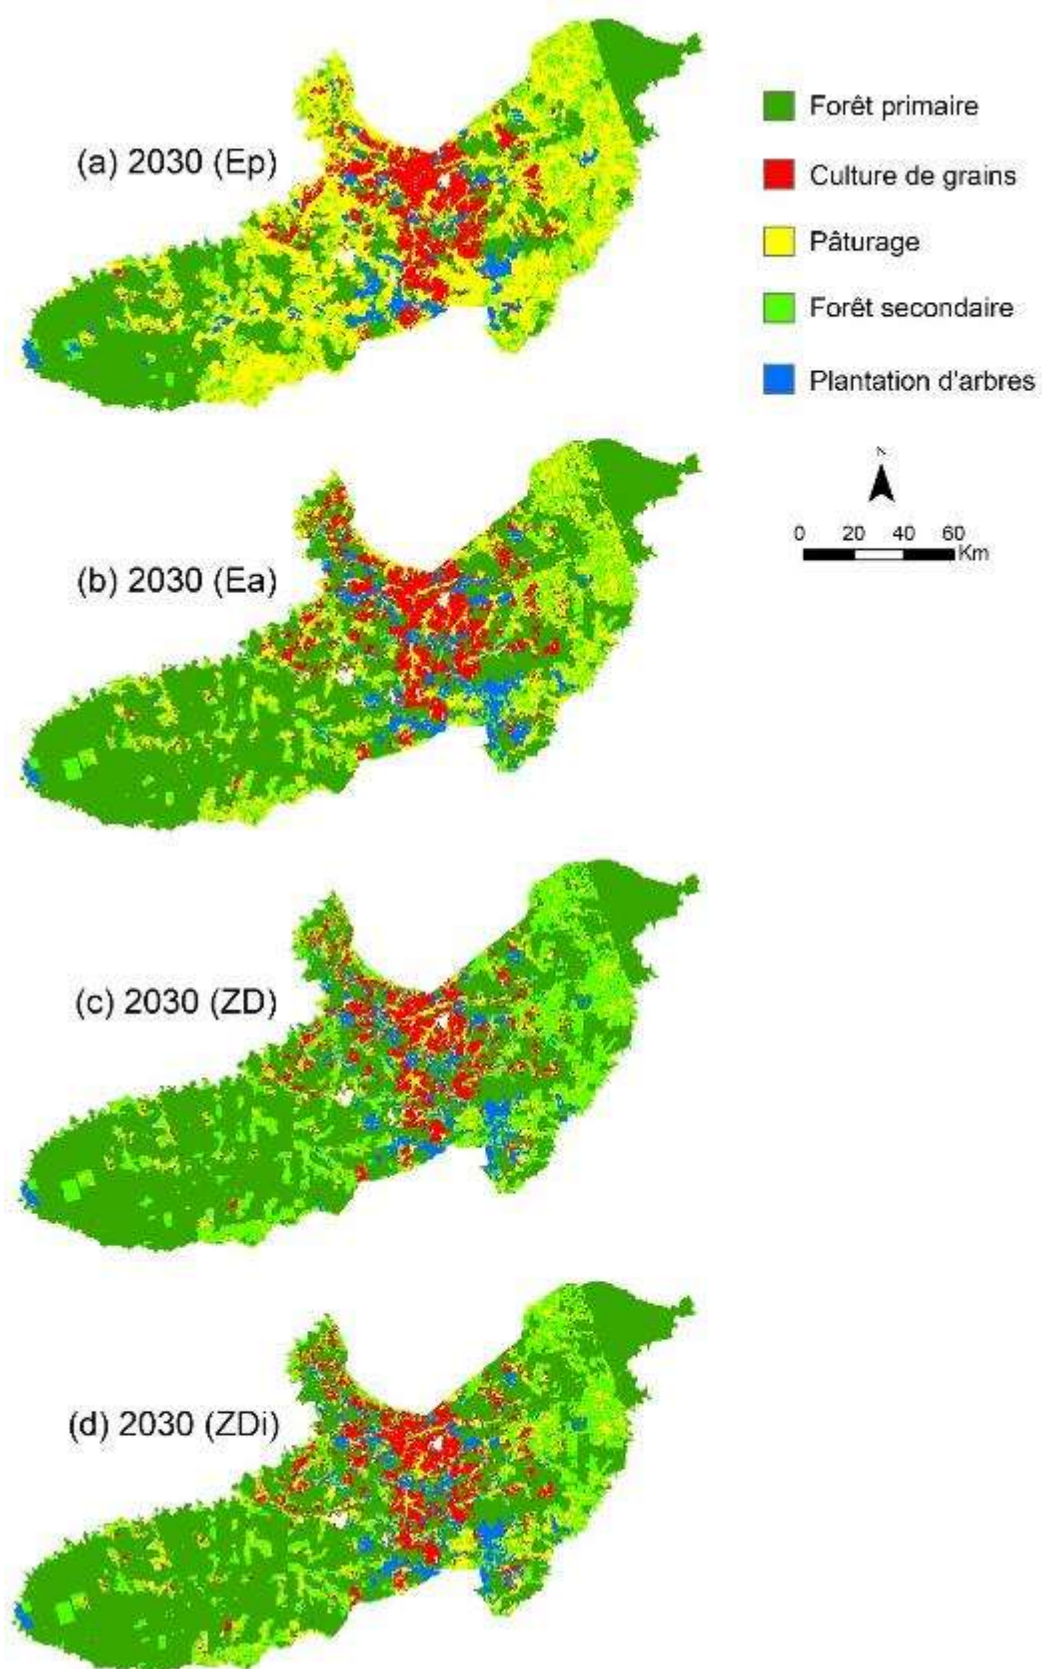 (a) 2030 (Ep)
Forêt primaire
Culture de grains
Pâturage
Forêt secondaire
Plantation d'arbres
N
0 20 40 60
Km
(b) 2030 (Ea)
(c) 2030 (ZD)
(d) 2030 (ZDi)